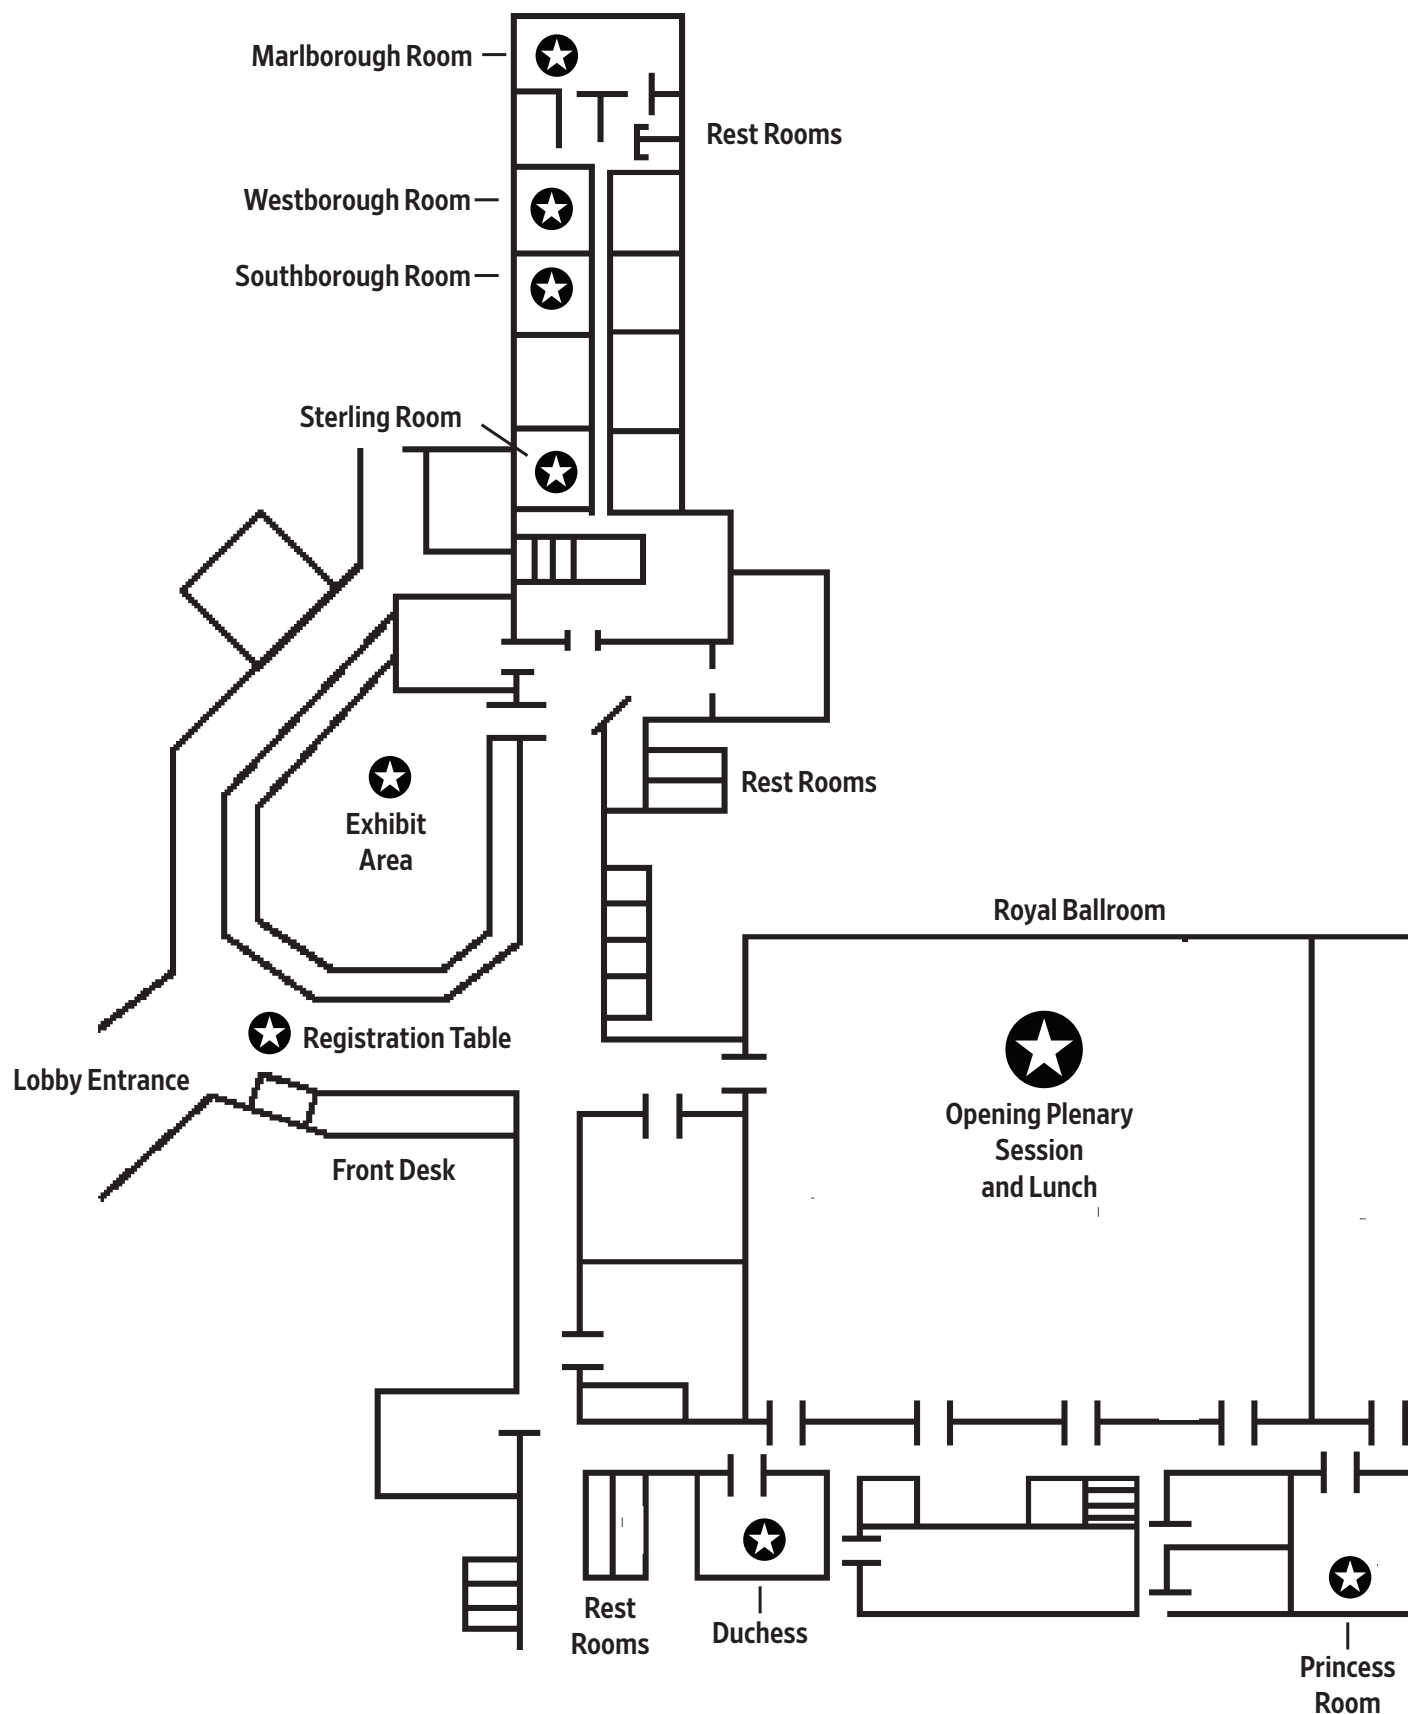 Marlborough Room
Rest Rooms
Westborough Room
Southborough Room
Sterling Room
Rest Rooms
Exhibit
Area
Royal Ballroom
Registration Table
Lobby Entrance
Opening Plenary
Session
and Lunch
Front Desk
Rest
Rooms
Duchess
Princess
Room